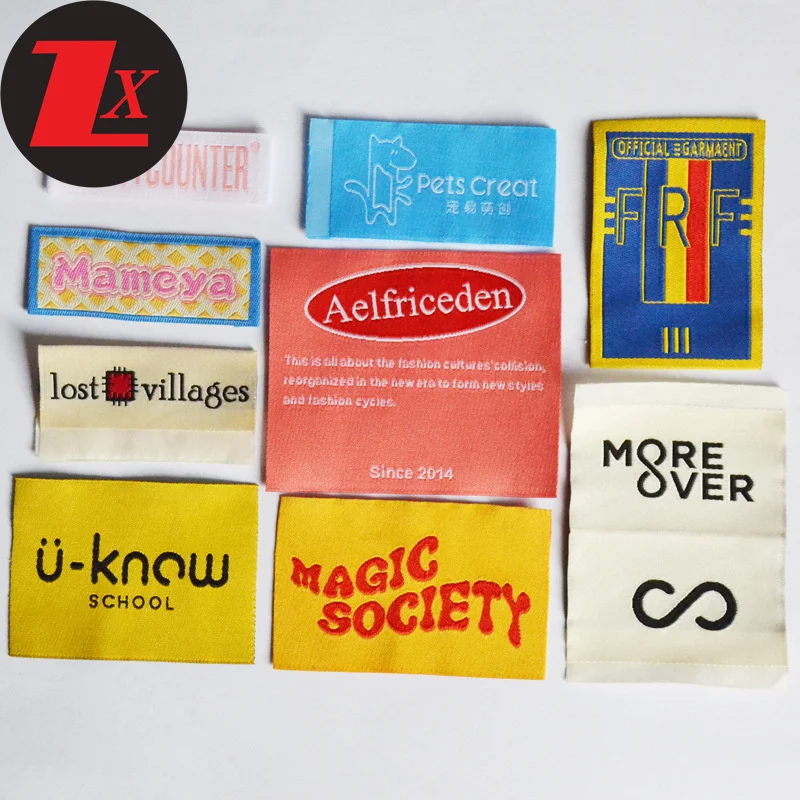 ZX
COUNTER®
Pets Creat
宠易萌创
OFFICIAL GARMAENT
FRF
III
Mameya
Aelfriceden
This is all about the fashion cultures'collision,
reorganized in the new era to form new styles
and fashion cycles.
Since 2014
lost villages
MORE
OVER
ü-know
SCHOOL
MAGIC
SOCIETY